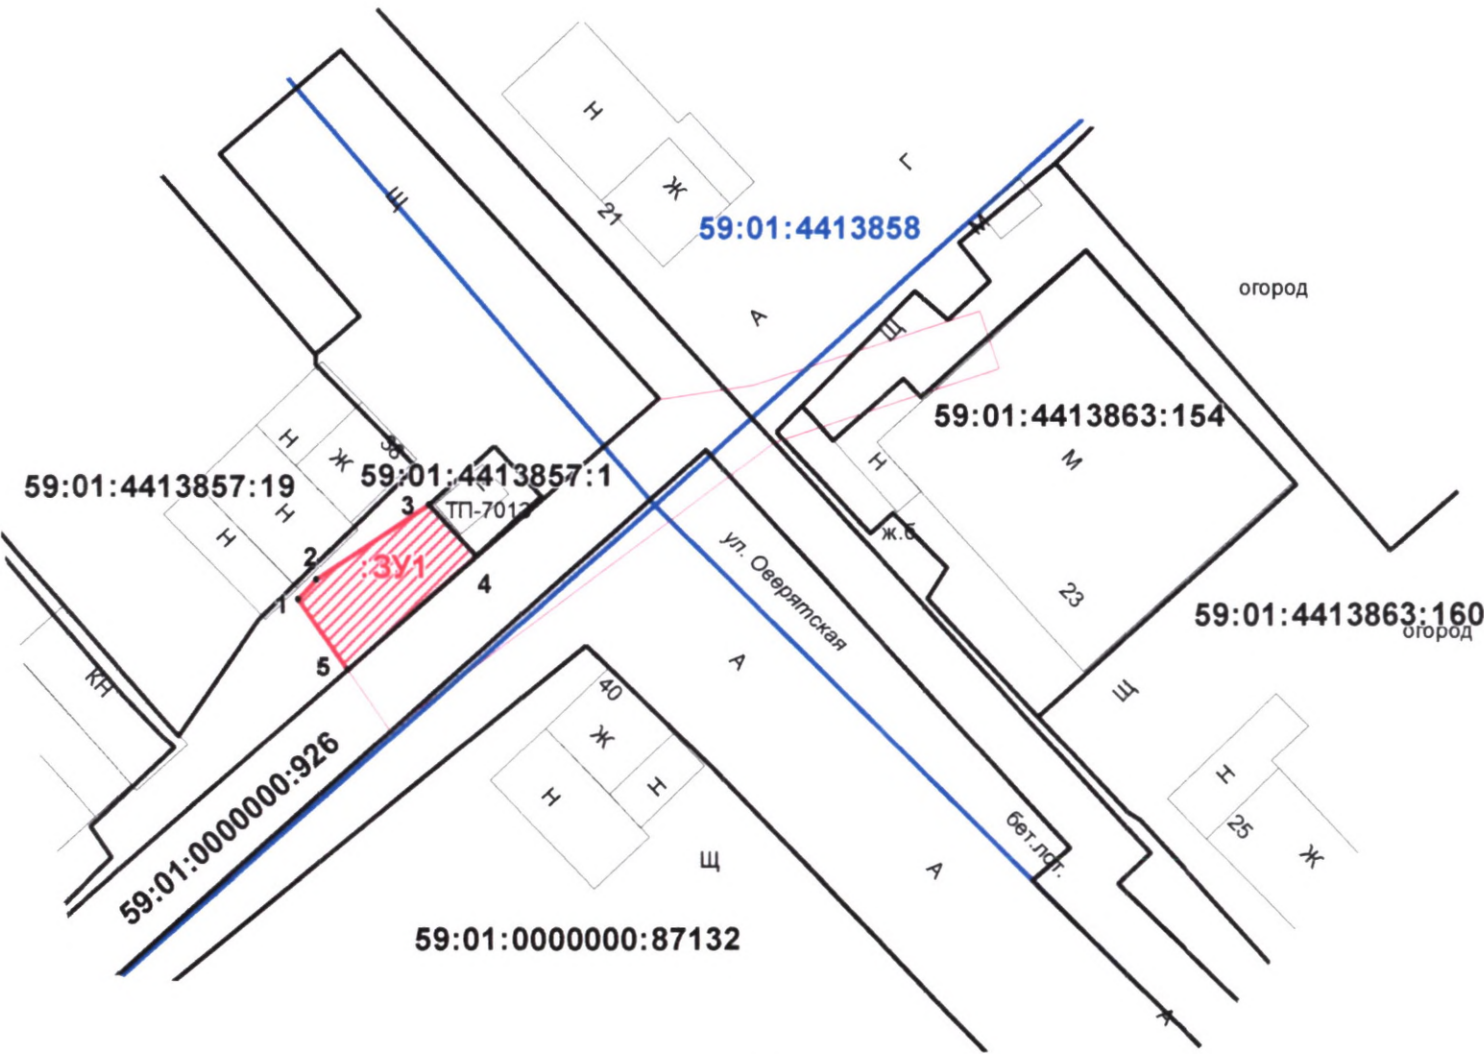 Н
Ж
21
Г
59:01:4413858
Щ
М
огород
А
Щ
59:01:4413863:154
М
Н
ж.б
23
59:01:4413863:160
огород
Н
Ж
38
59:01:4413857:1
59:01:4413857:19
Н
Н
3
ТП-7013
2
:ЗУ1
1
4
5
ул. Оверятская
А
КН
40
Ж
Н
Н
Щ
Щ
Н
25
Ж
59:01:0000000:926
бет.лот.
А
59:01:0000000:87132
А